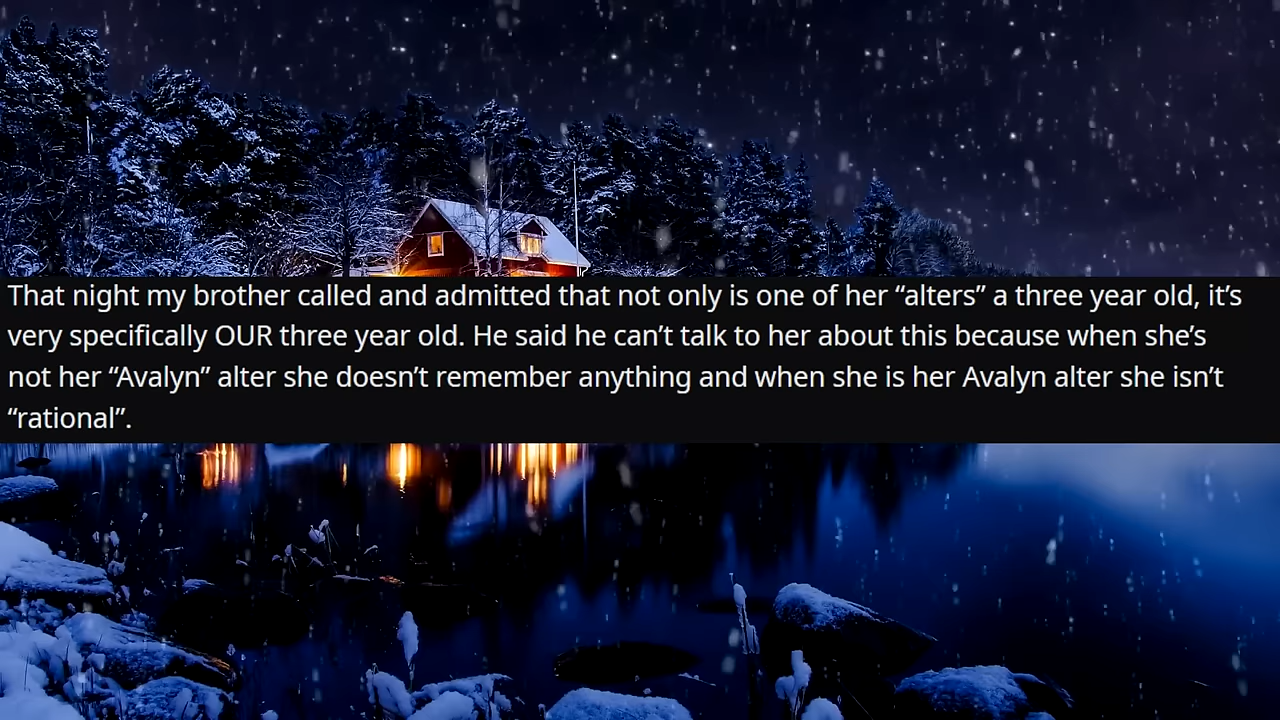 That night my brother called and admitted that not only is one of her “alters” a three year old, it’s
very specifically OUR three year old. He said he can’t talk to her about this because when she’s
not her “Avalyn” alter she doesn’t remember anything and when she is her Avalyn alter she isn’t
“rational”.